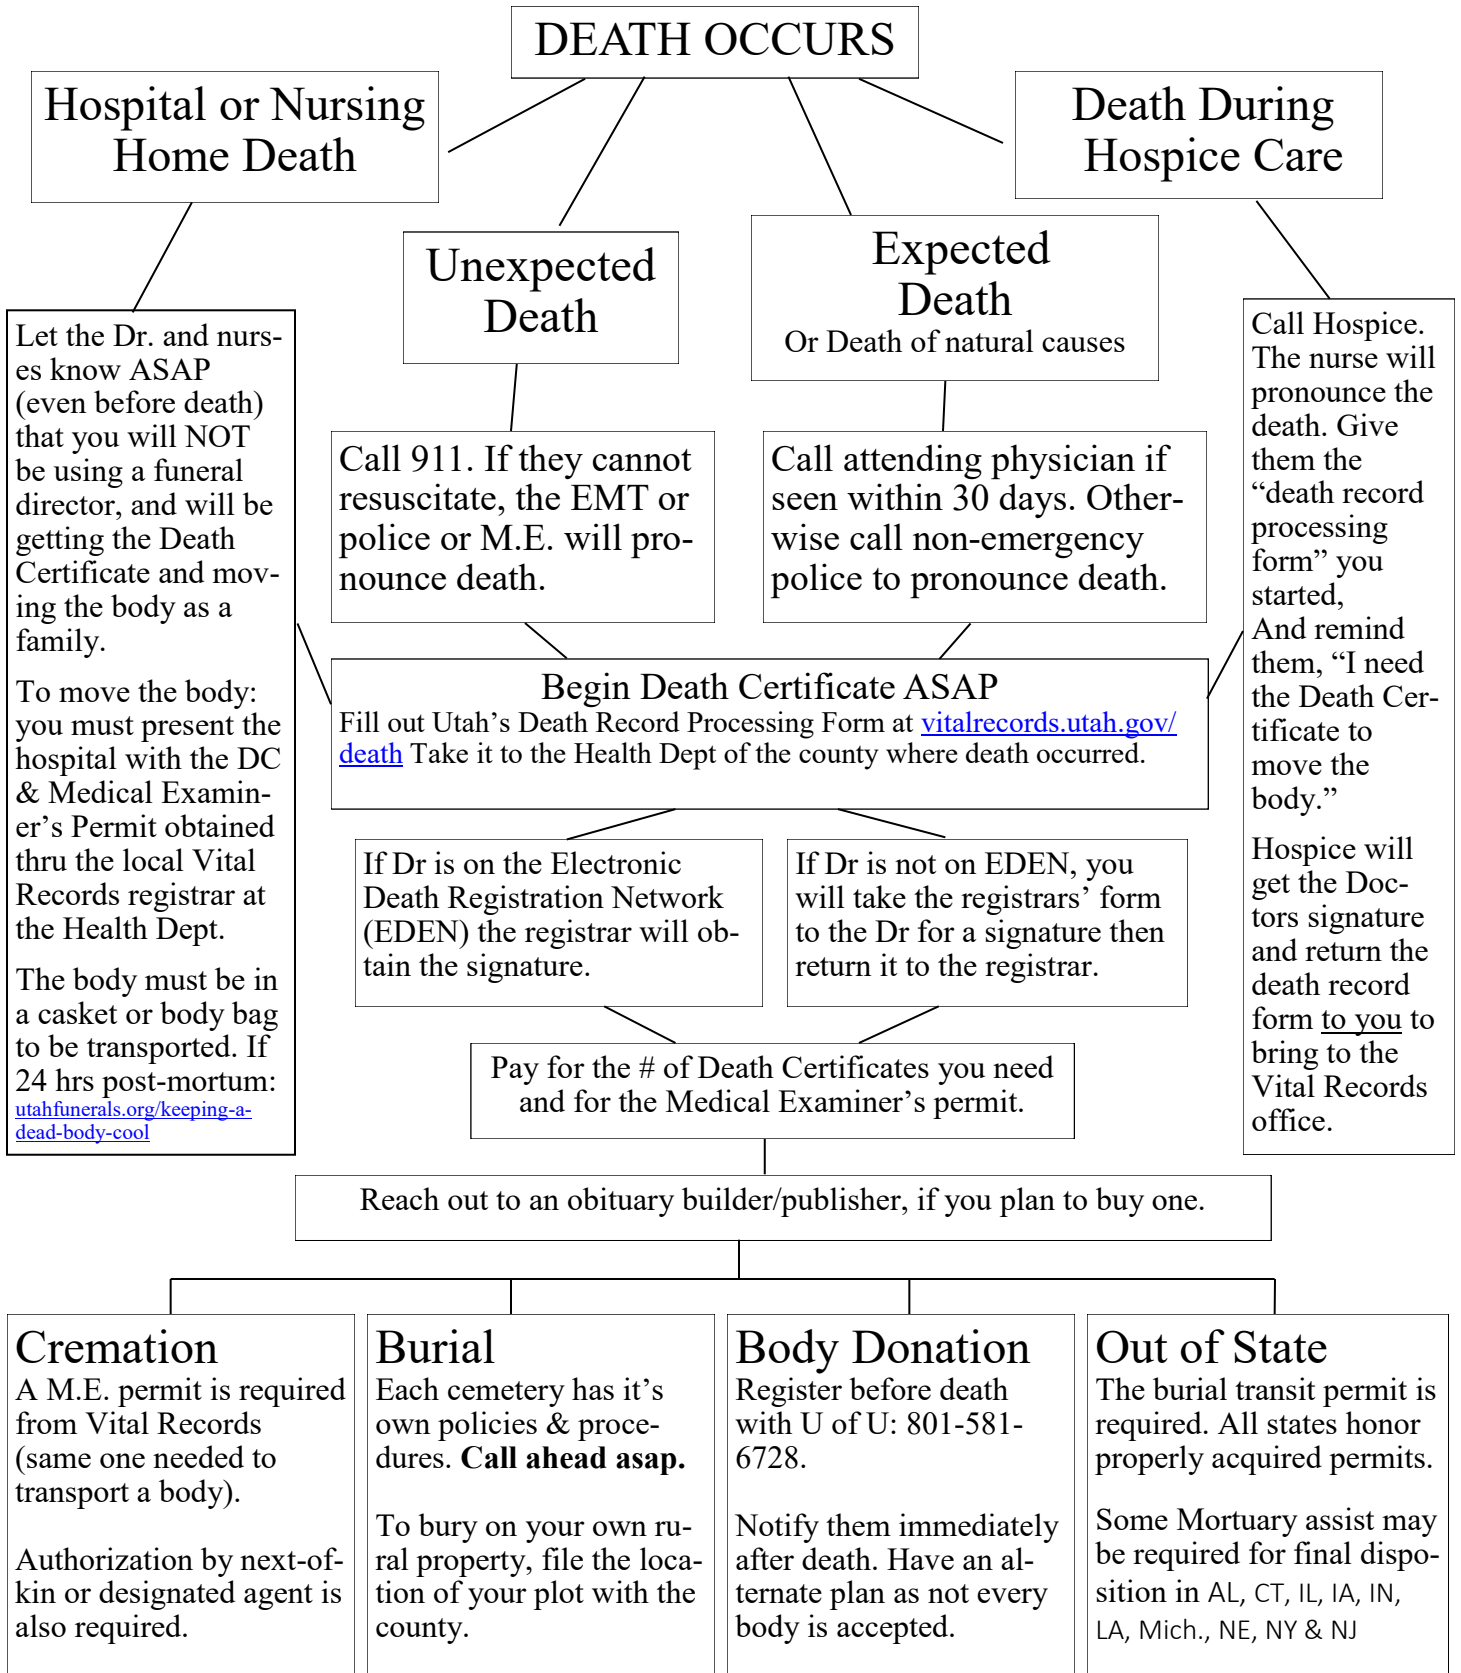 DEATH OCCURS
Hospital or Nursing
Home Death
Death During
Hospice Care
Unexpected
Death
Expected
Death
Or Death of natural causes
Let the Dr. and nurs-
es know ASAP
(even before death)
that you will NOT
be using a funeral
director, and will be
getting the Death
Certificate and mov-
ing the body as a
family.
To move the body:
you must present the
hospital with the DC
& Medical Examin-
er's Permit obtained
thru the local Vital
Records registrar at
the Health Dept.
The body must be in
a casket or body bag
to be transported. If
24 hrs post-mortum:
utahfunerals.org/keeping-a-
dead-body-cool
Call 911. If they cannot
resuscitate, the EMT or
police or M.E. will pro-
nounce death.
Call attending physician if
seen within 30 days. Other-
wise call non-emergency
police to pronounce death.
Call Hospice.
The nurse will
pronounce the
death. Give
them the
“death record
processing
form” you
started,
And remind
them, “I need
the Death Cer-
tificate to
move the
body.”
Hospice will
get the Doc-
tors signature
and return the
death record
form to you to
bring to the
Vital Records
office.
Begin Death Certificate ASAP
Fill out Utah’s Death Record Processing Form at vitalrecords.utah.gov/
death Take it to the Health Dept of the county where death occurred.
If Dr is on the Electronic
Death Registration Network
(EDEN) the registrar will ob-
tain the signature.
If Dr is not on EDEN, you
will take the registrars’ form
to the Dr for a signature then
return it to the registrar.
Pay for the # of Death Certificates you need
and for the Medical Examiner’s permit.
Reach out to an obituary builder/publisher, if you plan to buy one.
Cremation
A M.E. permit is required
from Vital Records
(same one needed to
transport a body).
Authorization by next-of-
kin or designated agent is
also required.
Burial
Each cemetery has it’s
own policies & proce-
dures. Call ahead asap.
To bury on your own ru-
ral property, file the loca-
tion of your plot with the
county.
Body Donation
Register before death
with U of U: 801-581-
6728.
Notify them immediately
after death. Have an al-
ternate plan as not every
body is accepted.
Out of State
The burial transit permit is
required. All states honor
properly acquired permits.
Some Mortuary assist may
be required for final dispo-
sition in AL, CT, IL, IA, IN,
LA, Mich., NE, NY & NJ